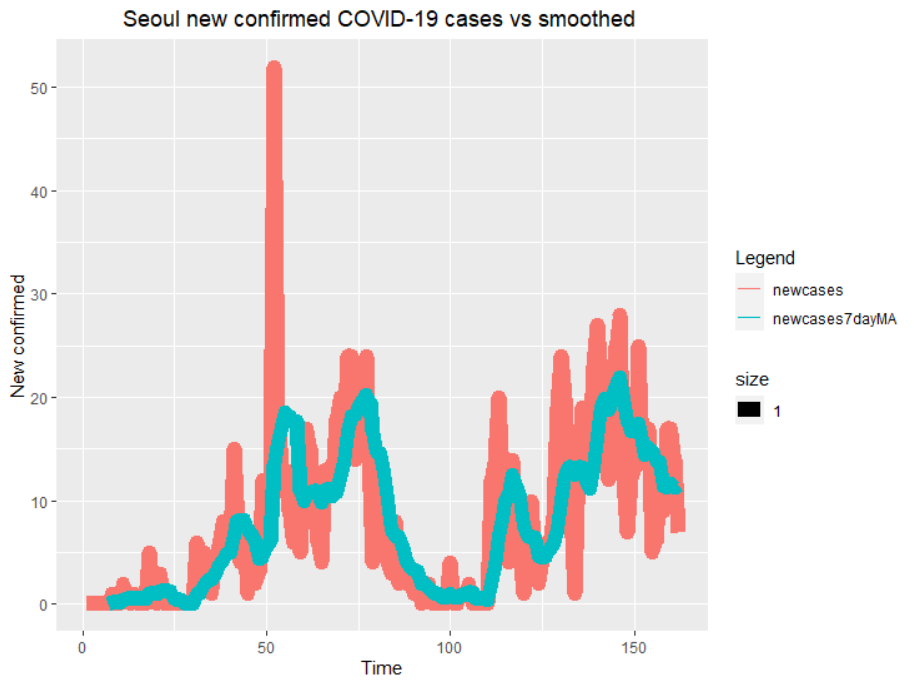 Seoul new confirmed COVID-19 cases vs smoothed
50
40
30
20
10
0
New confirmed
0 50 100 150
Time
Legend
newcases
newcases7dayMA
size
1